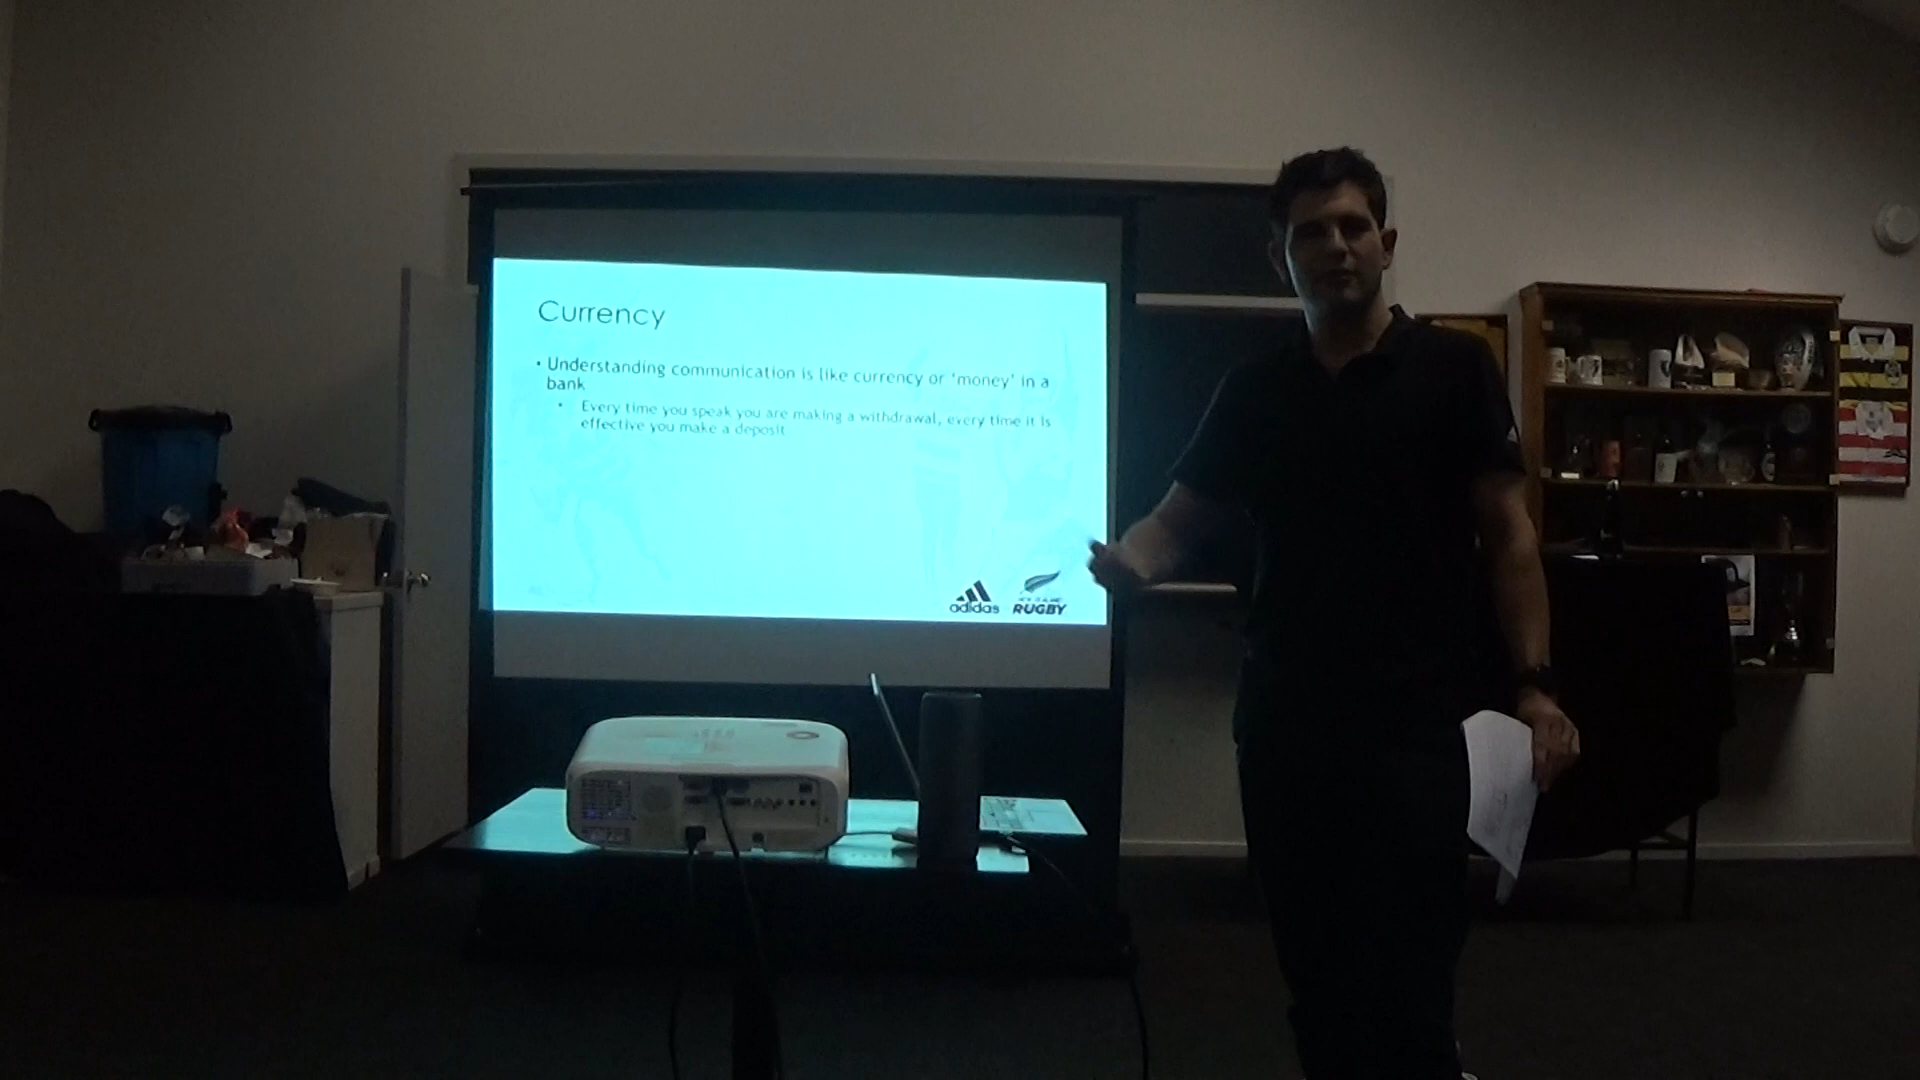 Currency
• Understanding communication is like currency or ‘money’ in a
bank
• Every time you speak you are making a withdrawal, every time it is
effective you make a deposit
adidas
RUGBY